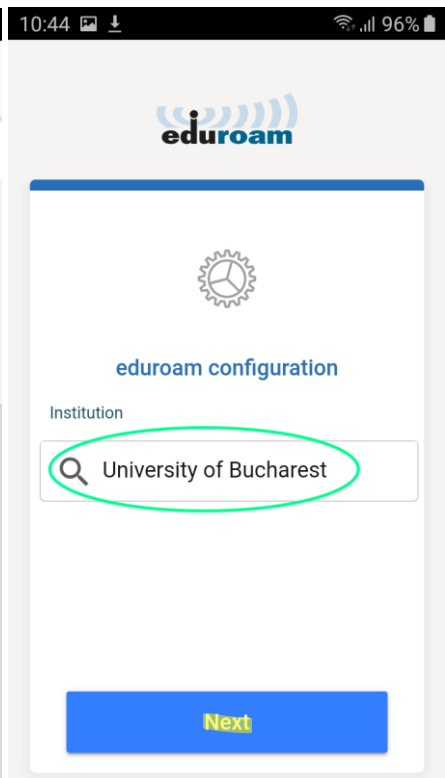 10:44 96%
eduroam
eduroam configuration
Institution
University of Bucharest
Next